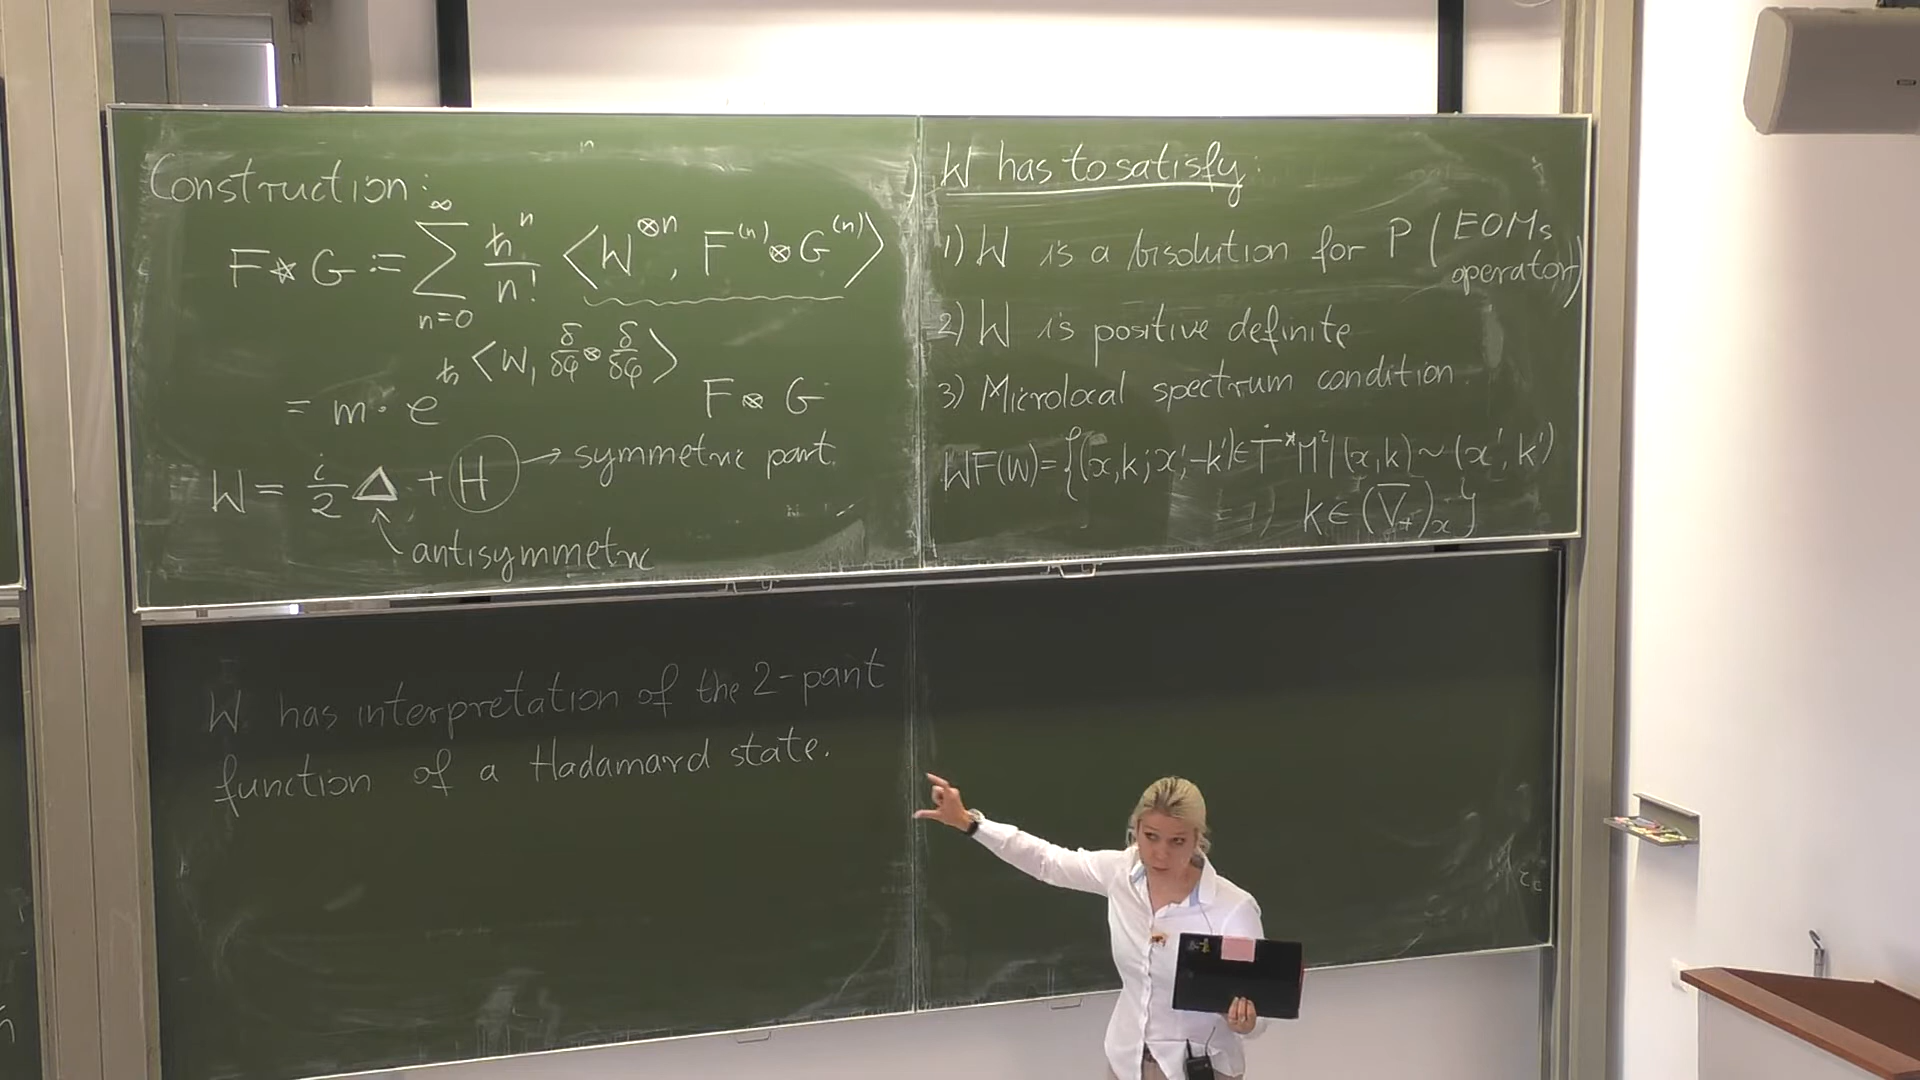 Construction:
F ⋆ G := ∑_{n=0}^{∞} ħ^n/n! ⟨W^{⊗n}, F^{(n)} ⊗ G^{(n)}⟩
= m · e^{ħ⟨W, δ/δφ ⊗ δ/δφ⟩} F ⊗ G
W = i/2 Δ + H → symmetric part
antisymmetric
W has to satisfy:
1) W is a bisolution for P (EOMs
operator)
2) W is positive definite
3) Microlocal spectrum condition
WF(W) = {(x,k; x',-k') ∈ Ṫ*M² | (x,k) ~ (x',k')
k ∈ (V̄₊)ₓ}
W has interpretation of the 2-point
function of a Hadamard state.